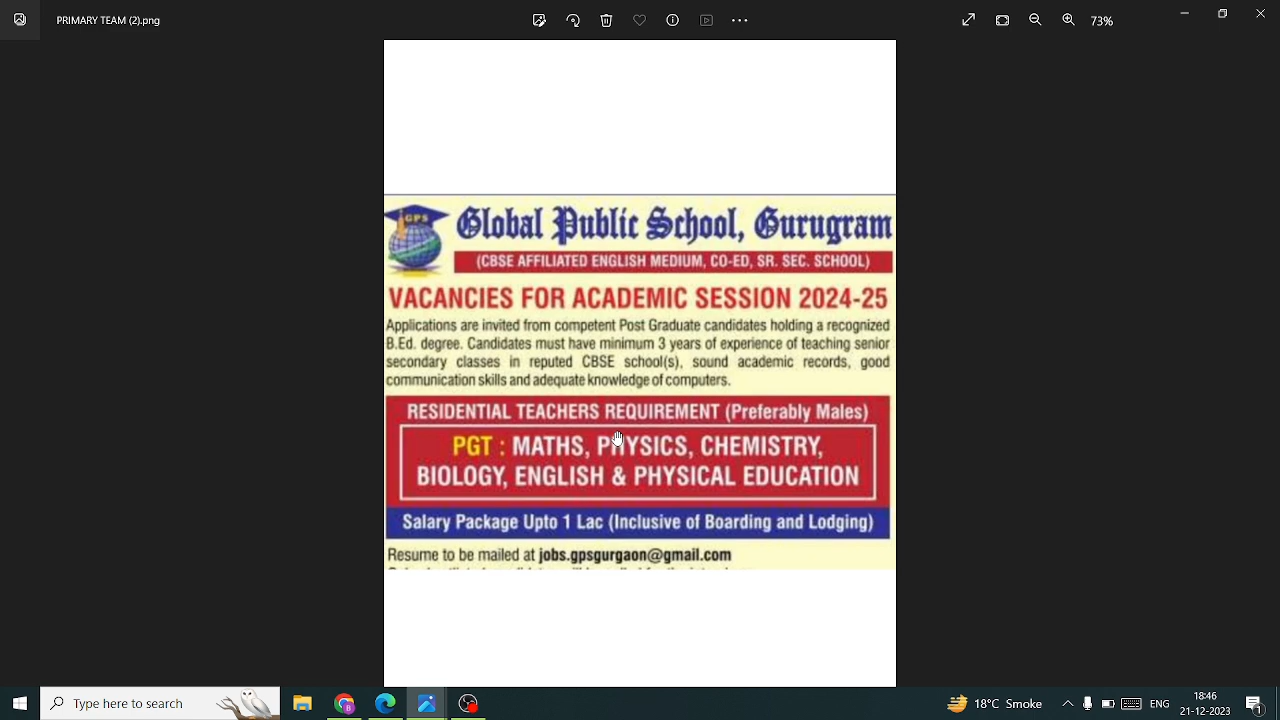 PRIMARY TEAM (2).png
73%
GPS
Global Public School, Gurugram
(CBSE AFFILIATED ENGLISH MEDIUM, CO-ED, SR. SEC. SCHOOL)
VACANCIES FOR ACADEMIC SESSION 2024-25
Applications are invited from competent Post Graduate candidates holding a recognized
B.Ed. degree. Candidates must have minimum 3 years of experience of teaching senior
secondary classes in reputed CBSE school(s), sound academic records, good
communication skills and adequate knowledge of computers.
RESIDENTIAL TEACHERS REQUIREMENT (Preferably Males)
PGT : MATHS, PHYSICS, CHEMISTRY,
BIOLOGY, ENGLISH & PHYSICAL EDUCATION
Salary Package Upto 1 Lac (Inclusive of Boarding and Lodging)
Resume to be mailed at jobs.gpsgurgaon@gmail.com
Type here to search
18°C Smoke
ENG
18:46
21-12-2023